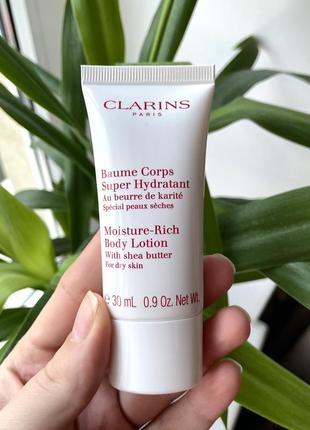 CLARINS
PARIS
Baume Corps
Super Hydratant
Au beurre de karité
Spécial peaux sèches
Moisture-Rich
Body Lotion
With shea butter
For dry skin
e 30 mL 0.9 Oz. Net Wt.